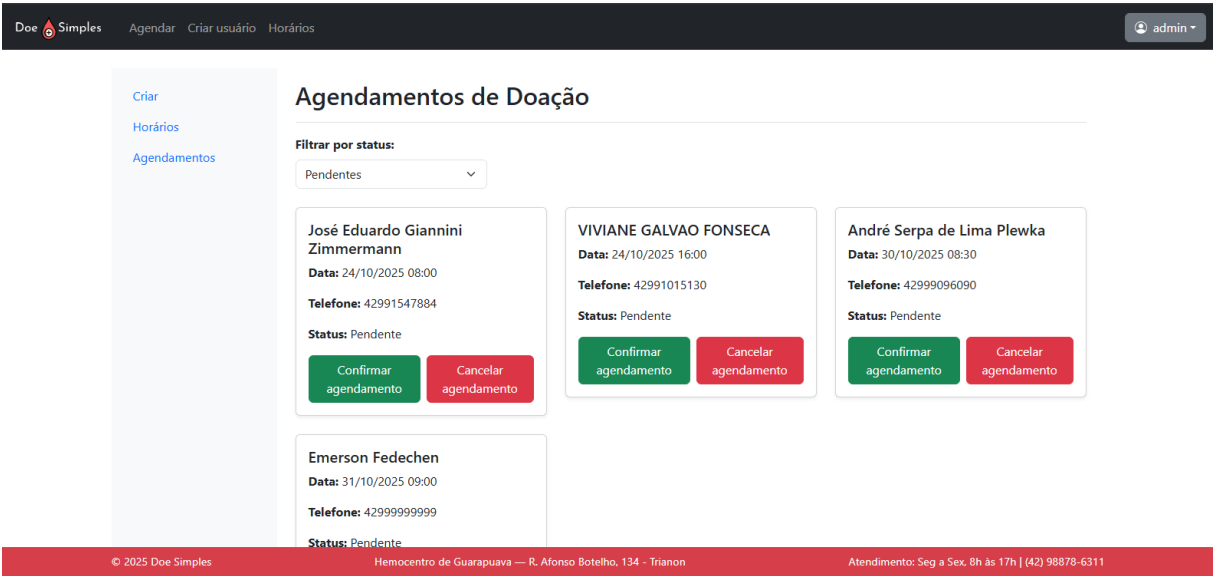 Doe Simples
Agendar Criar usuário Horários
admin
Criar
Horários
Agendamentos
Agendamentos de Doação
Filtrar por status:
Pendentes
José Eduardo Giannini
Zimmermann
Data: 24/10/2025 08:00
Telefone: 42991547884
Status: Pendente
Confirmar
agendamento
Cancelar
agendamento
VIVIANE GALVAO FONSECA
Data: 24/10/2025 16:00
Telefone: 42991015130
Status: Pendente
Confirmar
agendamento
Cancelar
agendamento
André Serpa de Lima Plewka
Data: 30/10/2025 08:30
Telefone: 42999096090
Status: Pendente
Confirmar
agendamento
Cancelar
agendamento
Emerson Fedechen
Data: 31/10/2025 09:00
Telefone: 42999999999
Status: Pendente
© 2025 Doe Simples
Hemocentro de Guarapuava — R. Afonso Botelho, 134 - Trianon
Atendimento: Seg a Sex, 8h às 17h | (42) 98878-6311